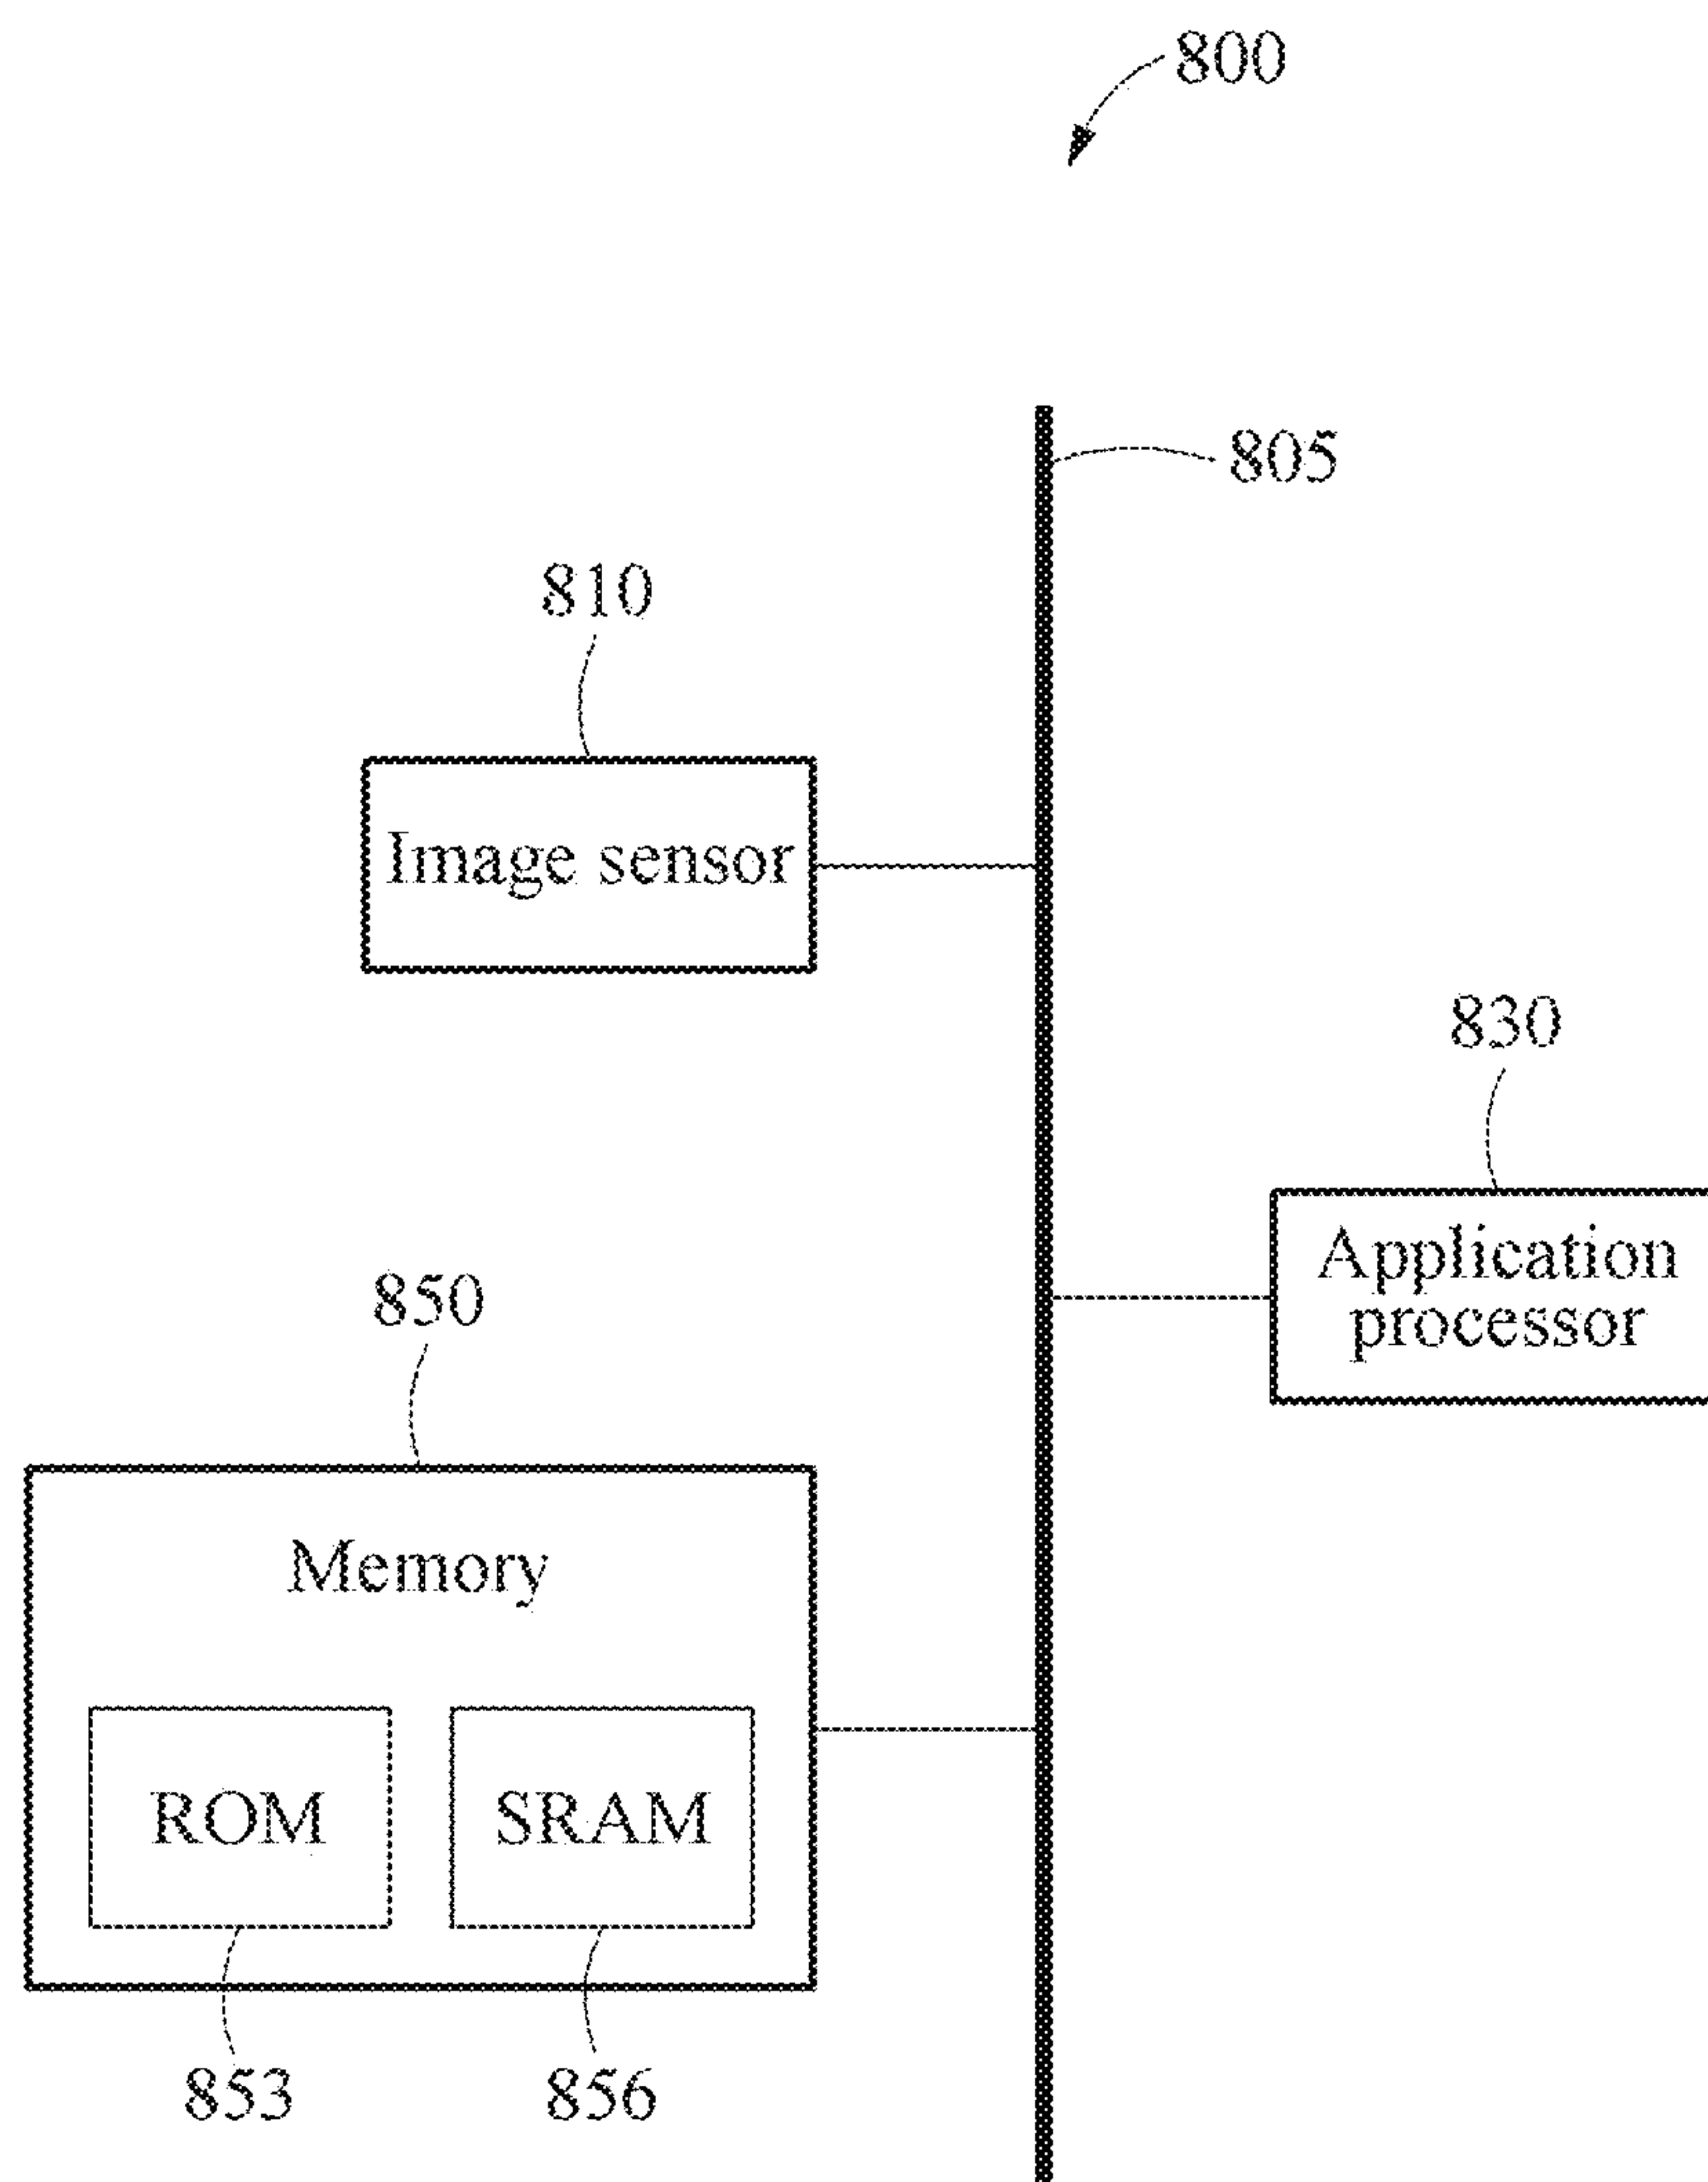 800
805
810
Image sensor
830
Application
processor
850
Memory
ROM
SRAM
853
856